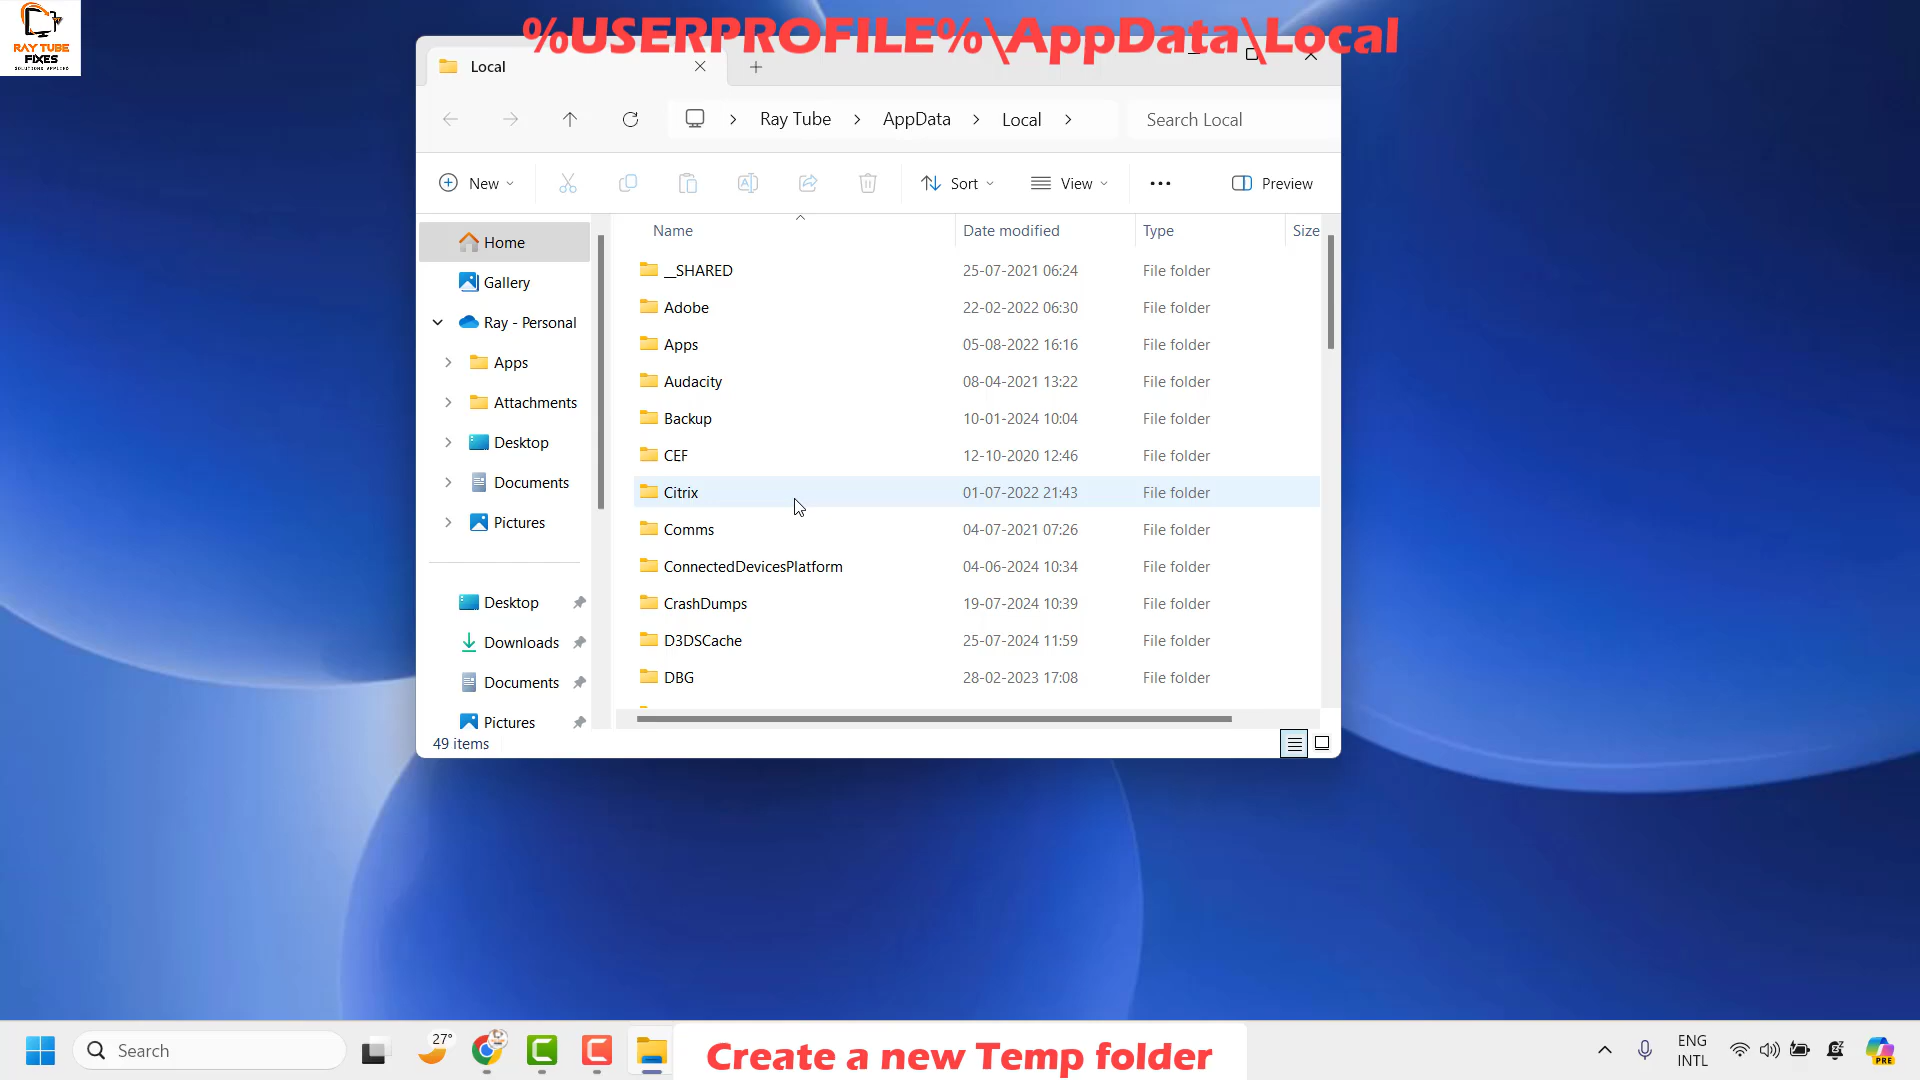 %USERPROFILE%\AppData\Local
RAY TUBE
FIXES
SOLUTIONS APPLIED
Local
Ray Tube > AppData > Local >
Search Local
New
Sort
View
Preview
Name Date modified Type Size
Home
Gallery
Ray - Personal
Apps
Attachments
Desktop
Documents
Pictures
Desktop
Downloads
Documents
Pictures
__SHARED 25-07-2021 06:24 File folder
Adobe 22-02-2022 06:30 File folder
Apps 05-08-2022 16:16 File folder
Audacity 08-04-2021 13:22 File folder
Backup 10-01-2024 10:04 File folder
CEF 12-10-2020 12:46 File folder
Citrix 01-07-2022 21:43 File folder
Comms 04-07-2021 07:26 File folder
ConnectedDevicesPlatform 04-06-2024 10:34 File folder
CrashDumps 19-07-2024 10:39 File folder
D3DSCache 25-07-2024 11:59 File folder
DBG 28-02-2023 17:08 File folder
49 items
Search
27°
Create a new Temp folder
ENG
INTL
PRE